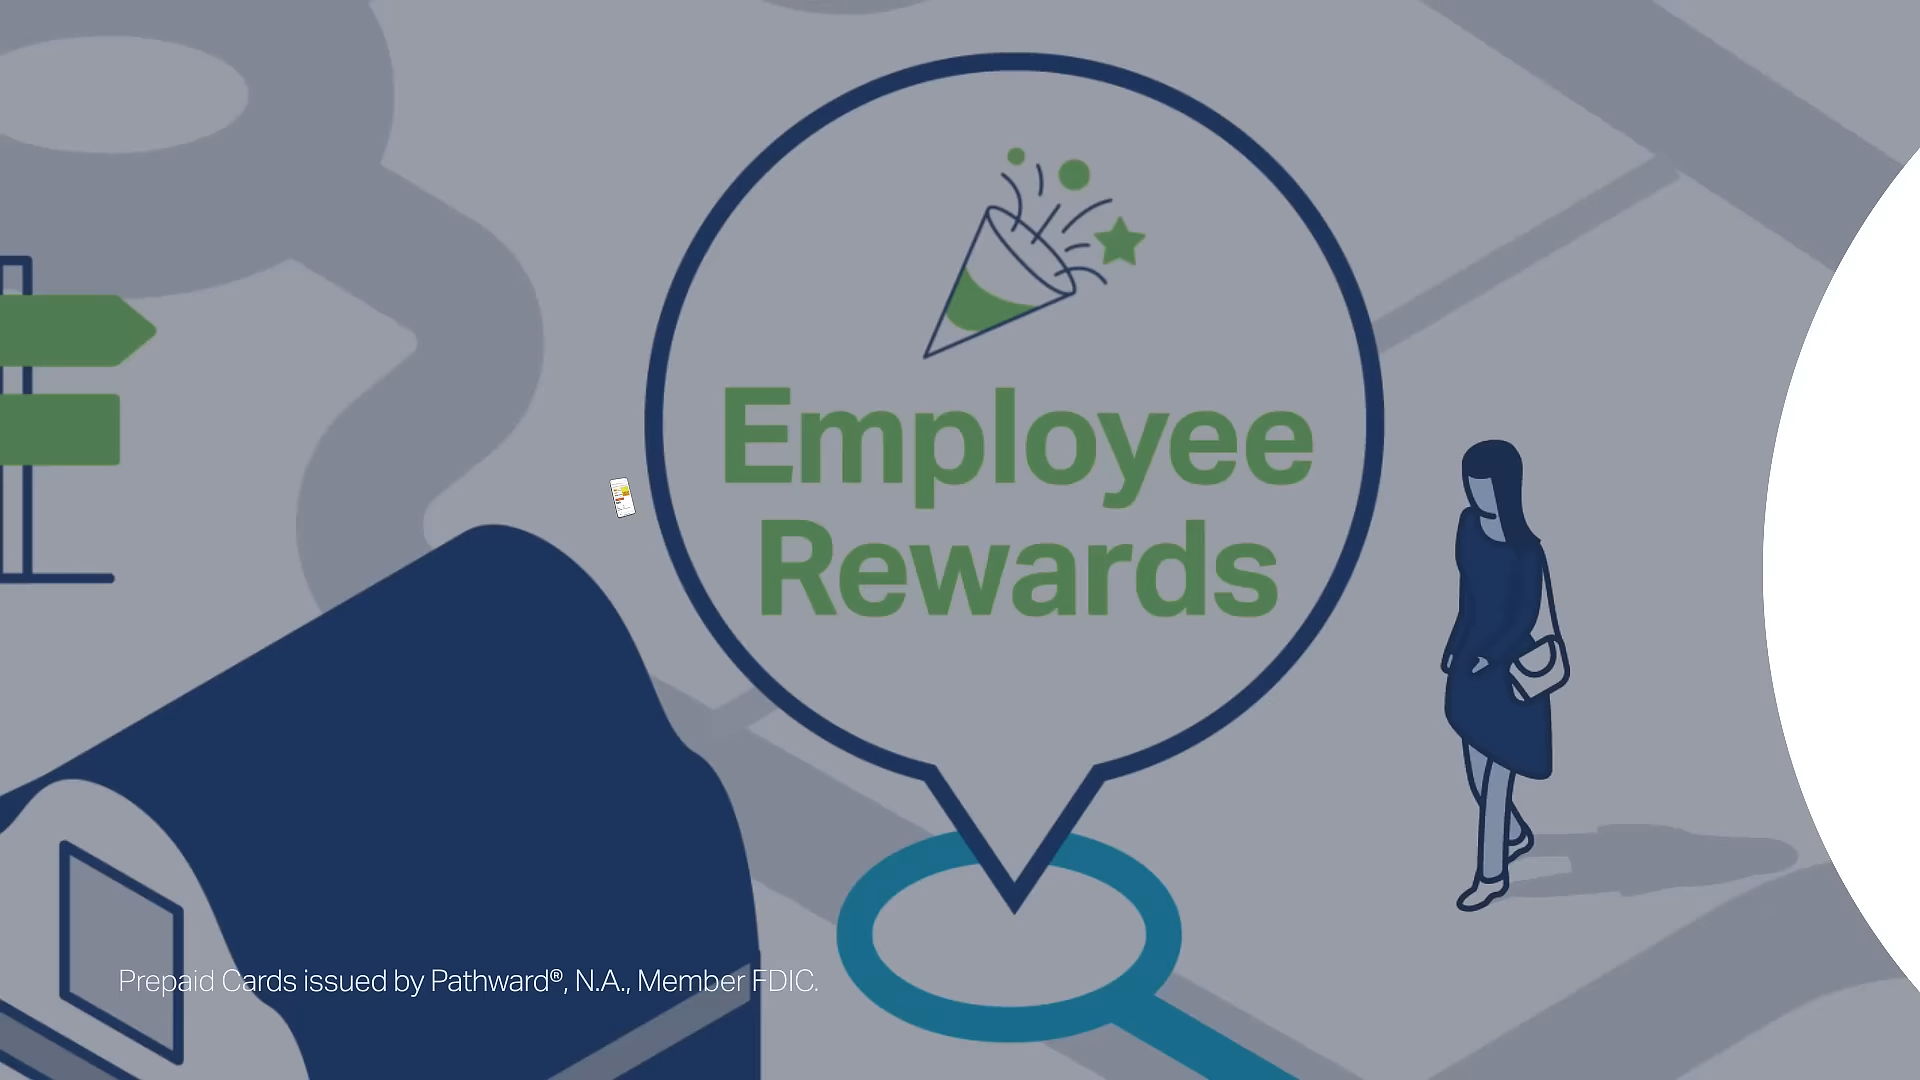 Employee
Rewards
Prepaid Cards issued by Pathward®, N.A., Member FDIC.